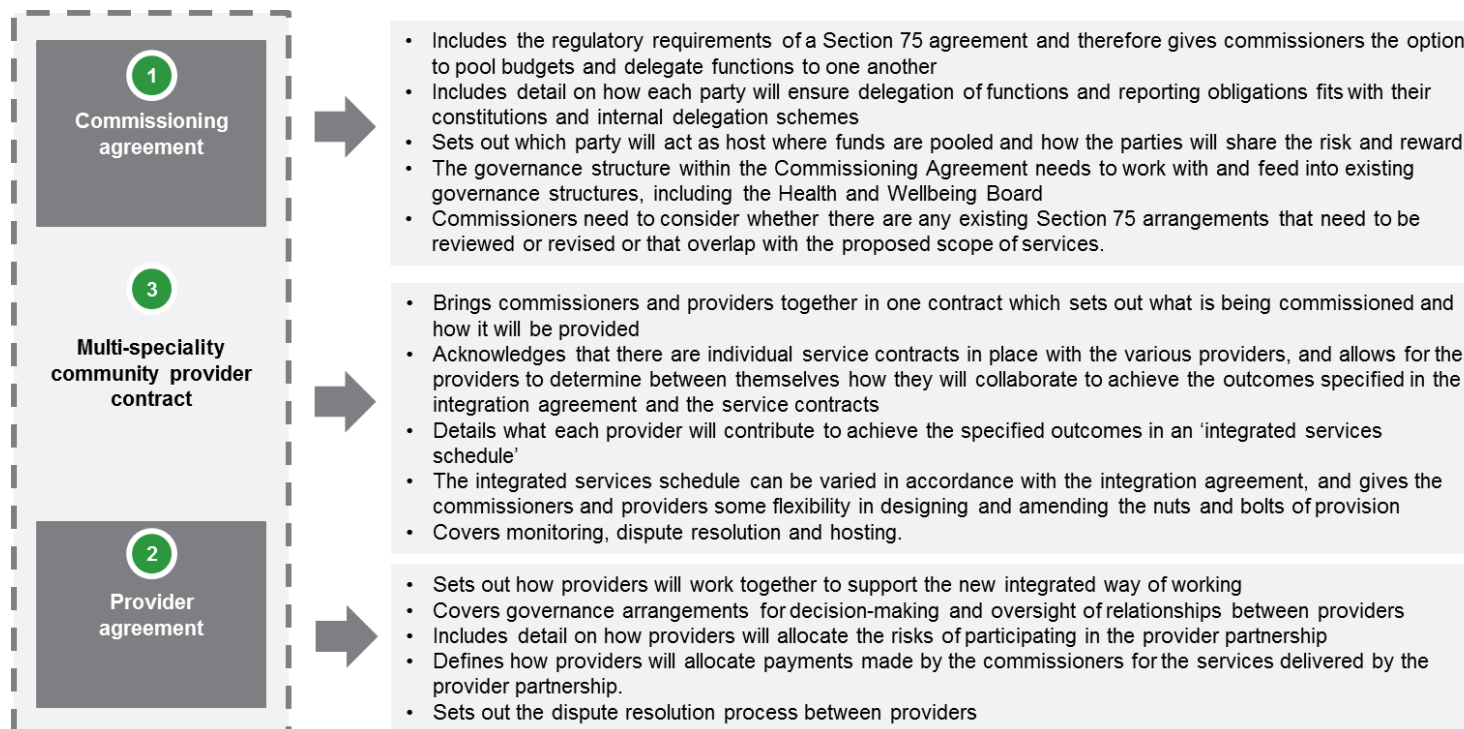 1
Commissioning
agreement
• Includes the regulatory requirements of a Section 75 agreement and therefore gives commissioners the option
to pool budgets and delegate functions to one another
• Includes detail on how each party will ensure delegation of functions and reporting obligations fits with their
constitutions and internal delegation schemes
• Sets out which party will act as host where funds are pooled and how the parties will share the risk and reward
• The governance structure within the Commissioning Agreement needs to work with and feed into existing
governance structures, including the Health and Wellbeing Board
• Commissioners need to consider whether there are any existing Section 75 arrangements that need to be
reviewed or revised or that overlap with the proposed scope of services.
3
Multi-speciality
community provider
contract
• Brings commissioners and providers together in one contract which sets out what is being commissioned and
how it will be provided
• Acknowledges that there are individual service contracts in place with the various providers, and allows for the
providers to determine between themselves how they will collaborate to achieve the outcomes specified in the
integration agreement and the service contracts
• Details what each provider will contribute to achieve the specified outcomes in an ‘integrated services
schedule’
• The integrated services schedule can be varied in accordance with the integration agreement, and gives the
commissioners and providers some flexibility in designing and amending the nuts and bolts of provision
• Covers monitoring, dispute resolution and hosting.
2
Provider
agreement
• Sets out how providers will work together to support the new integrated way of working
• Covers governance arrangements for decision-making and oversight of relationships between providers
• Includes detail on how providers will allocate the risks of participating in the provider partnership
• Defines how providers will allocate payments made by the commissioners for the services delivered by the
provider partnership.
• Sets out the dispute resolution process between providers